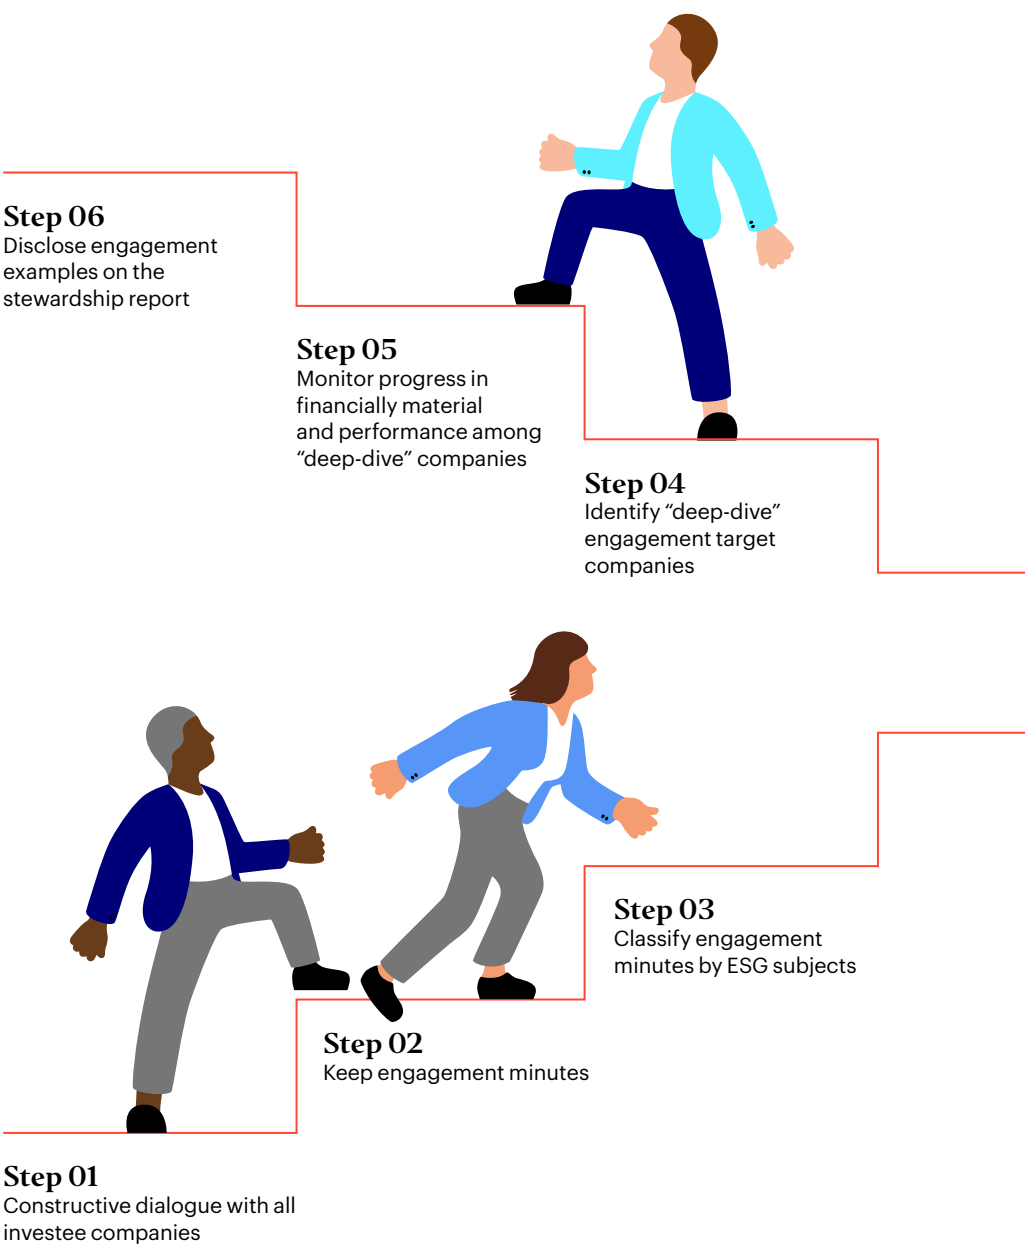 Step 06
Disclose engagement
examples on the
stewardship report
Step 05
Monitor progress in
financially material
and performance among
“deep-dive” companies
Step 04
Identify “deep-dive”
engagement target
companies
Step 03
Classify engagement
minutes by ESG subjects
Step 02
Keep engagement minutes
Step 01
Constructive dialogue with all
investee companies